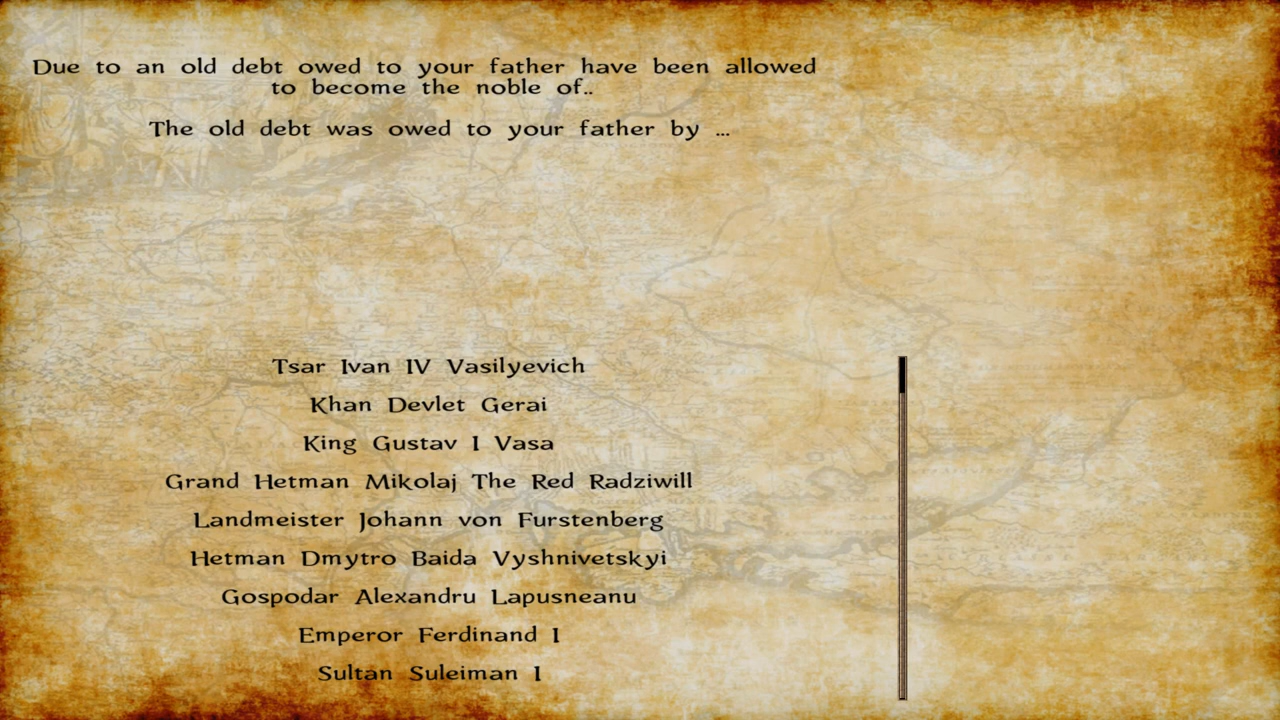 Due to an old debt owed to your father have been allowed
to become the noble of..
The old debt was owed to your father by ...
Tsar Ivan IV Vasilyevich
Khan Devlet Gerai
King Gustav I Vasa
Grand Hetman Mikolaj The Red Radziwill
Landmeister Johann von Furstenberg
Hetman Dmytro Baida Vyshnivetskyi
Gospodar Alexandru Lapusneanu
Emperor Ferdinand I
Sultan Suleiman I